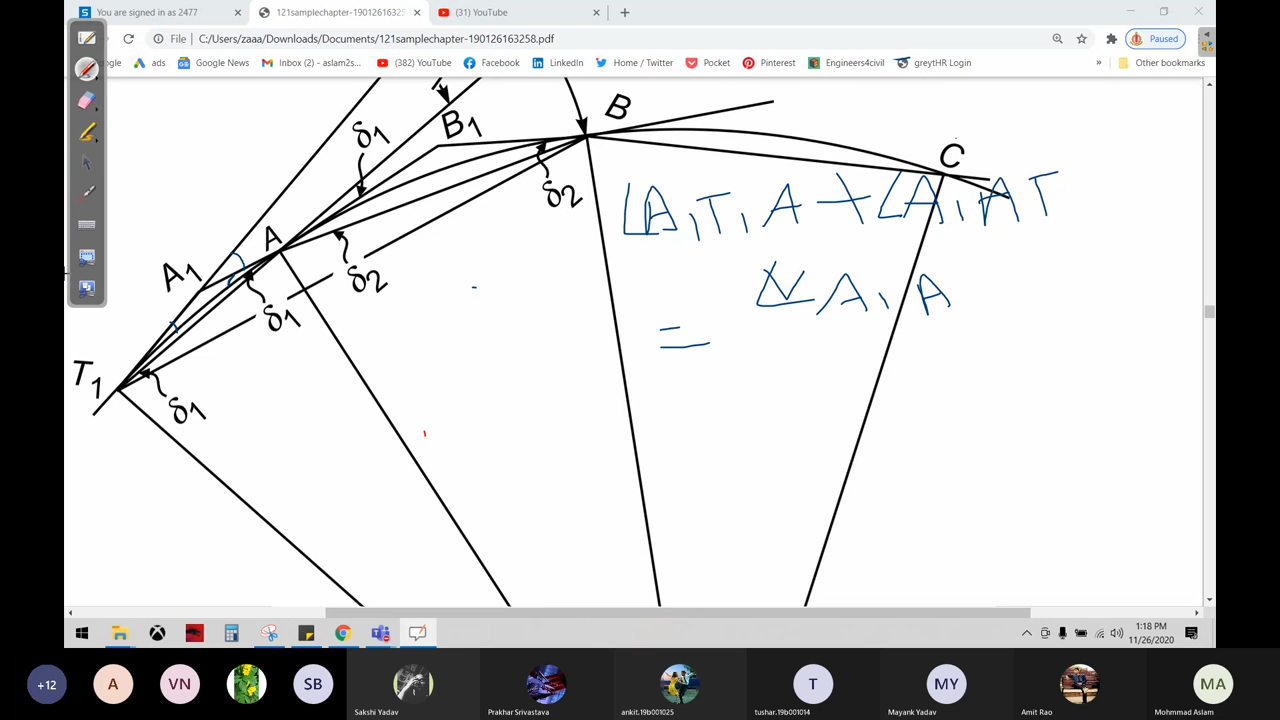 You are signed in as 2477
121samplechapter-1901261632
(31) YouTube
File
C:/Users/zaaa/Downloads/Documents/121samplechapter-190126163258.pdf
Paused
ogle
ads
Google News
Inbox (2) - aslam2s...
(382) YouTube
Facebook
LinkedIn
Home / Twitter
Pocket
Pinterest
Engineers4civil
greytHR Login
»
Other bookmarks
B
δ1
B1
C
δ2
∠A1T1A + ∠A1AT
A
A1
δ2
δ1
A1A
=
T1
δ1
1:18 PM
11/26/2020
+12
A
VN
SB
T
MY
MA
Sakshi Yadav
Prakhar Srivastava
ankit.19b001025
tushar.19b001014
Mayank Yadav
Amit Rao
Mohmmad Aslam